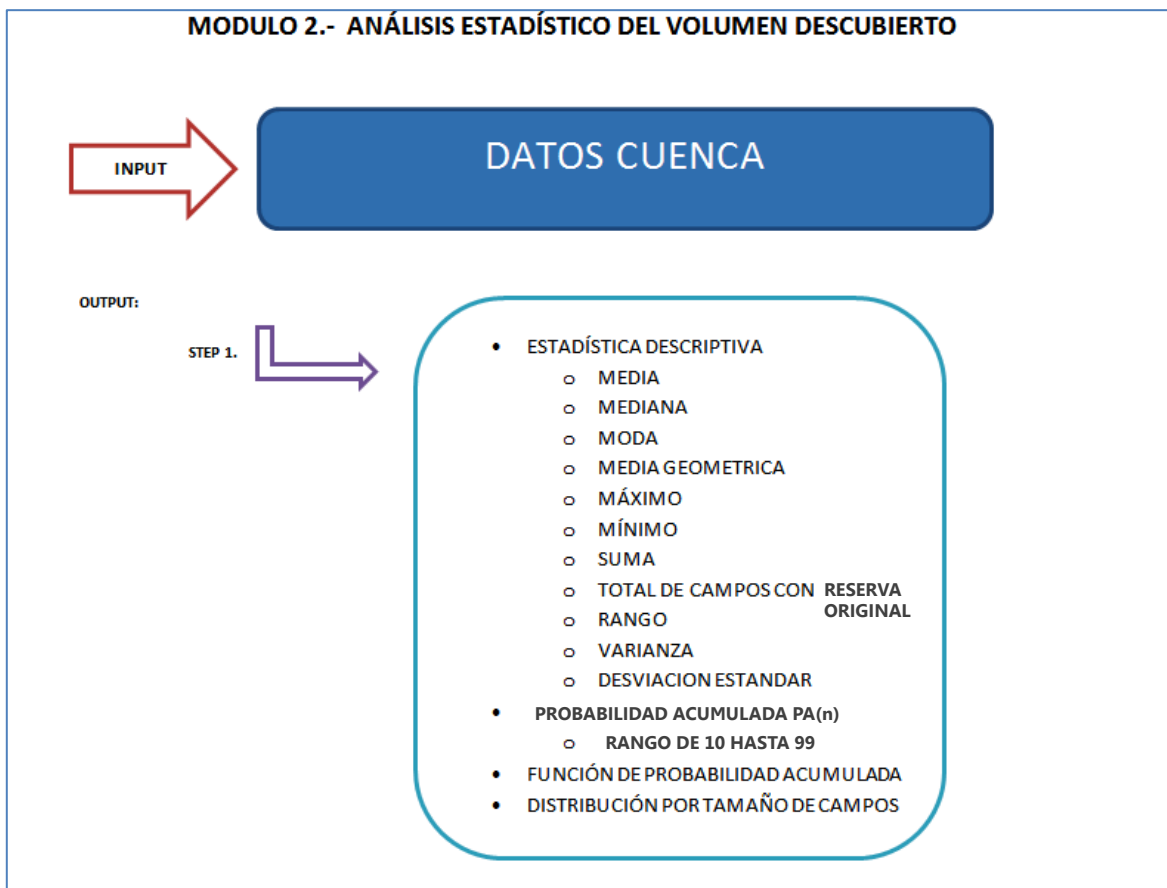 MODULO 2.- ANÁLISIS ESTADÍSTICO DEL VOLUMEN DESCUBIERTO
INPUT
DATOS CUENCA
OUTPUT:
STEP 1.
• ESTADÍSTICA DESCRIPTIVA
o MEDIA
o MEDIANA
o MODA
o MEDIA GEOMETRICA
o MÁXIMO
o MÍNIMO
o SUMA
o TOTAL DE CAMPOS CON RESERVA
ORIGINAL
o RANGO
o VARIANZA
o DESVIACION ESTANDAR
• PROBABILIDAD ACUMULADA PA(n)
o RANGO DE 10 HASTA 99
• FUNCIÓN DE PROBABILIDAD ACUMULADA
• DISTRIBUCIÓN POR TAMAÑO DE CAMPOS